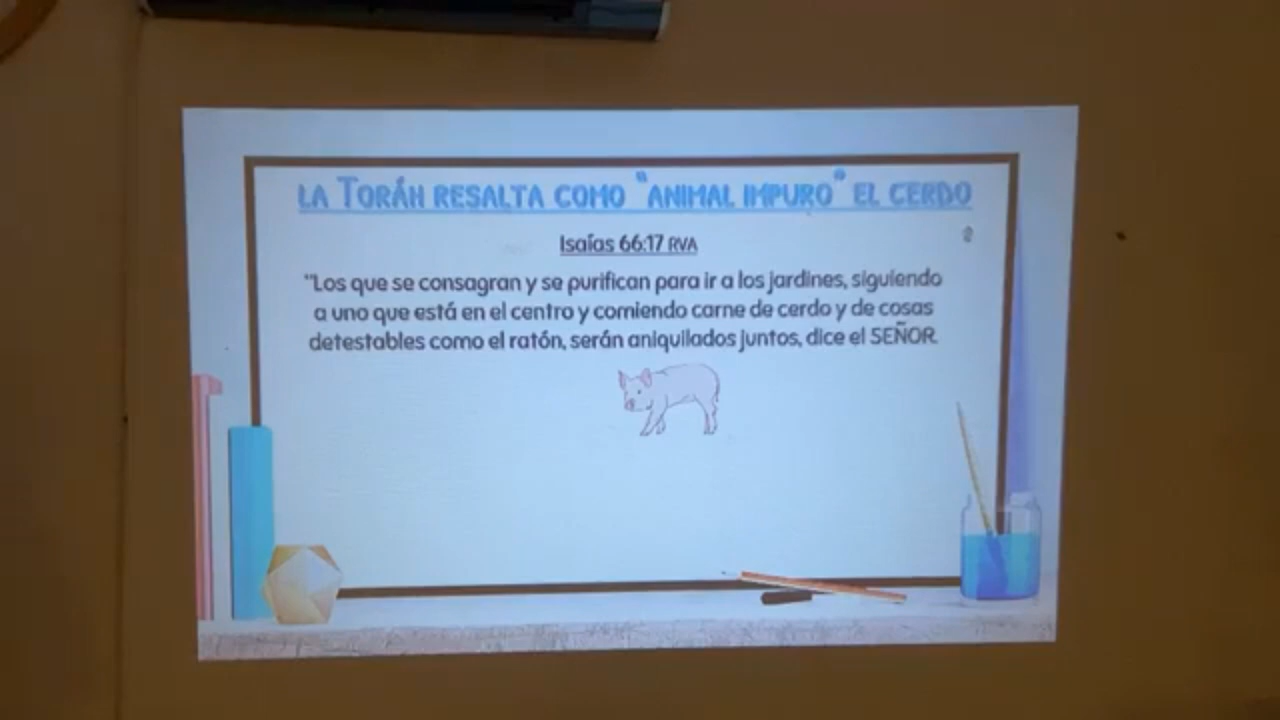 LA TORÁH RESALTA COMO "ANIMAL IMPURO" EL CERDO
Isaías 66:17 RVA
"Los que se consagran y se purifican para ir a los jardines, siguiendo
a uno que está en el centro y comiendo carne de cerdo y de cosas
detestables como el ratón, serán aniquilados juntos, dice el SEÑOR.